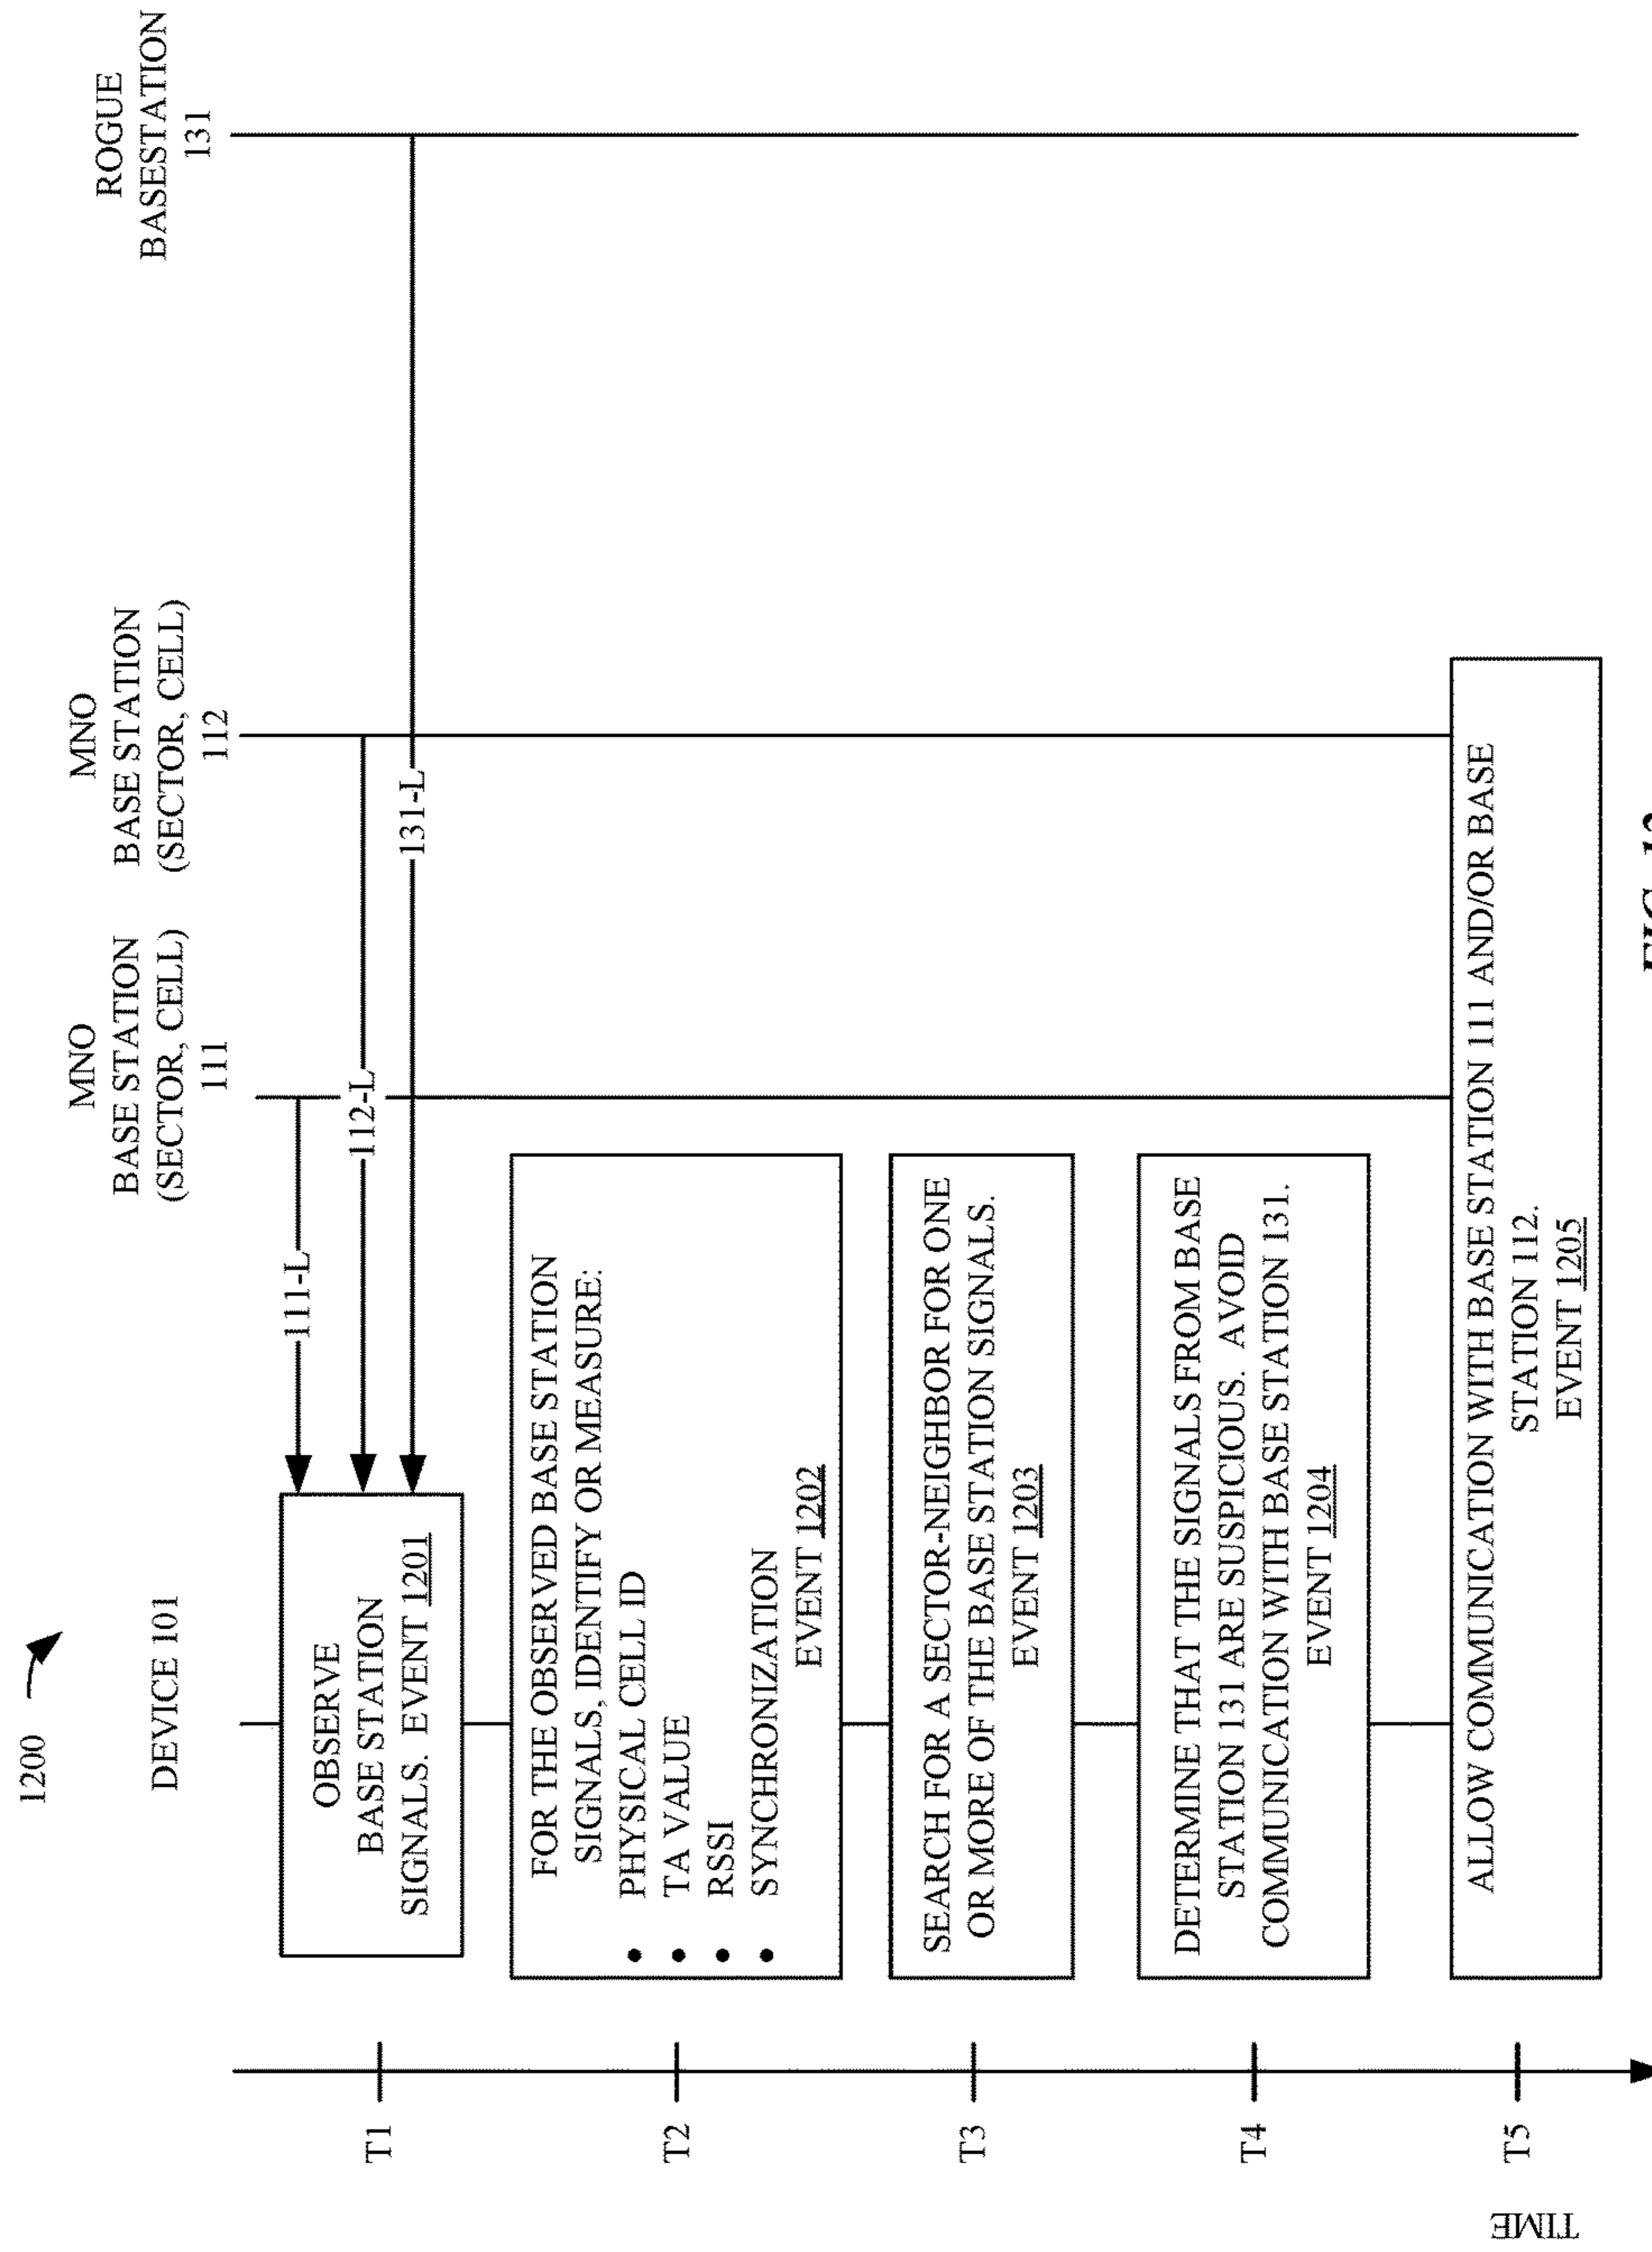 1200
DEVICE 101
MNO
BASE STATION
(SECTOR, CELL)
111
MNO
BASE STATION
(SECTOR, CELL)
112
ROGUE
BASESTATION
131
T1
OBSERVE
BASE STATION
SIGNALS. EVENT 1201
111-L
112-L
131-L
T2
FOR THE OBSERVED BASE STATION
SIGNALS, IDENTIFY OR MEASURE:
• PHYSICAL CELL ID
• TA VALUE
• RSSI
• SYNCHRONIZATION
EVENT 1202
T3
SEARCH FOR A SECTOR-NEIGHBOR FOR ONE
OR MORE OF THE BASE STATION SIGNALS.
EVENT 1203
T4
DETERMINE THAT THE SIGNALS FROM BASE
STATION 131 ARE SUSPICIOUS. AVOID
COMMUNICATION WITH BASE STATION 131.
EVENT 1204
T5
ALLOW COMMUNICATION WITH BASE STATION 111 AND/OR BASE
STATION 112.
EVENT 1205
TIME